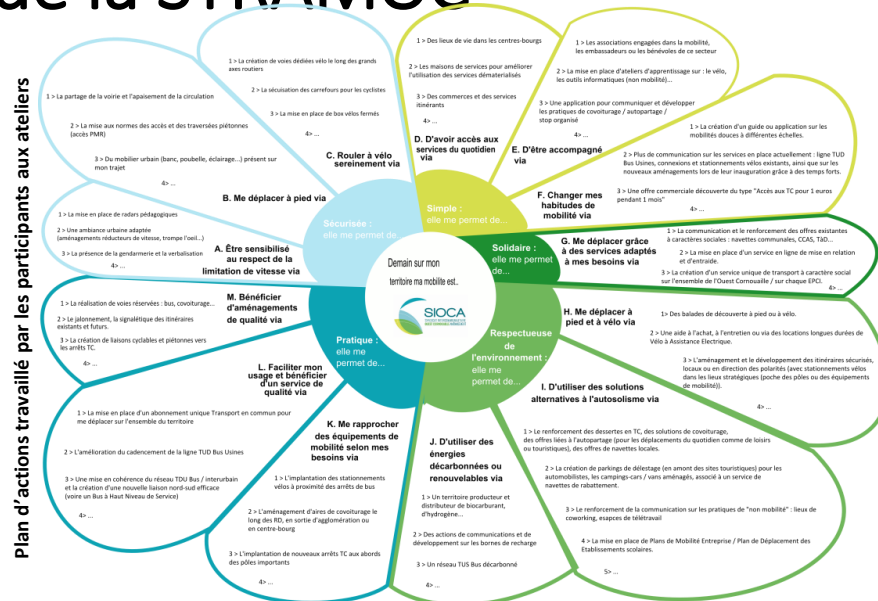 de la STRAMOC
Plan d'actions travaillé par les participants aux ateliers
Demain sur mon
territoire ma mobilite est..
SIOCA
Sécurisée :
elle me permet de...
A. Être sensibilisé
au respect de la
limitation de vitesse via
1 > La mise en place de radars pédagogiques
2 > Une ambiance urbaine adaptée
(aménagements réducteurs de vitesse, trompe l'oeil...)
3 > La présence de la gendarmerie et la verbalisation
4> ...
B. Me déplacer à pied via
1 > La partage de la voirie et l'apaisement de la circulation
2 > La mise aux normes des accès et des traversées piétonnes
(accès PMR)
3 > Du mobilier urbain (banc, poubelle, éclairage...) présent sur
mon trajet
4> ...
C. Rouler à vélo
sereinement via
1 > La création de voies dédiées vélo le long des grands
axes routiers
2 > La sécuisation des carrefours pour les cyclistes
3 > La mise en place de box vélos fermés
4> ...
Simple :
elle me permet de...
D. D'avoir accès aux
services du quotidien
via
1 > Des lieux de vie dans les centres-bourgs
2 > Les maisons de services pour améliorer
l'utilisation des services dématerialisés
3 > Des commerces et des services
itinérants
4> ...
E. D'être accompagné
via
1 > Les associations engagées dans la mobilité,
les embassadeurs ou les bénévoles de ce secteur
2 > La mise en place d'ateliers d'apprentissage sur : le vélo,
les outils informatiques (non mobilité)...
3 > Une application pour communiquer et développer
les pratiques de covoiturage / autopartage /
stop organisé
4> ...
F. Changer mes
habitudes de
mobilité via
1 > La création d'un guide ou application sur les
mobilités douces à différentes échelles.
2 > Plus de communication sur les services en place actuellement : ligne TUD
Bus Usines, connexions et stationnements vélos existants, ainsi que sur les
nouveaux aménagements lors de leur inauguration grâce à des temps forts.
3 > Une offre commerciale découverte du type "Accès aux TC pour 1 euros
pendant 1 mois"
4> ...
Solidaire :
elle me permet
de...
G. Me déplacer grâce
à des services adaptés
à mes besoins via
1 > La communication et le renforcement des offres existantes
à caractères sociales : navettes communales, CCAS, TàD...
2 > La mise en place d'un service en ligne de mise en relation
et d'entraide.
3 > La création d'un service unique de transport à caractère social
sur l'ensemble de l'Ouest Cornouaille / sur chaque EPCI.
4> ...
Respectueuse
de
l'environnement :
elle me
permet de...
H. Me déplacer à
pied et à vélo via
1> Des balades de découverte à pied ou à vélo.
2 > Une aide à l'achat, à l'entretien ou via des locations longues durées de
Vélo à Assistance Electrique.
3 > L'aménagement et le développement des itinéraires sécurisés,
locaux ou en direction des polarités (avec stationnements vélos
dans les lieux stratégiques (poche des pôles ou des équipements
de mobilité)).
4> ...
I. D'utiliser des solutions
alternatives à l'autosolisme via
1 > Le renforcement des dessertes en TC, des solutions de covoiturage,
des offres liées à l'autopartage (pour les déplacements du quotidien comme de loisirs
ou touristiques), des offres de navettes locales.
2 > La création de parkings de délestage (en amont des sites touristiques) pour les
automobilistes, les campings-cars / vans aménagés, associé à un service de
navettes de rabattement.
3 > Le renforcement de la communication sur les pratiques de "non mobilité" : lieux de
coworking, esapces de télétravail
4 > La mise en place de Plans de Mobilité Entreprise / Plan de Déplacement des
Etablissements scolaires.
5> ...
J. D'utiliser des
énergies
décarbonnées ou
renouvelables via
1 > Un territoire producteur et
distributeur de biocarburant,
d'hydrogène...
2 > Des actions de communications et de
développement sur les bornes de recharge
3 > Un réseau TUS Bus décarbonné
4> ...
Pratique :
elle me
permet de...
K. Me rapprocher
des équipements de
mobilité selon mes
besoins via
1 > L'implantation des stationnements
vélos à proximité des arrêts de bus
2 > L'aménagement d'aires de covoiturage le
long des RD, en sortie d'agglomération ou
en centre-bourg
3 > L'implantation de nouveaux arrêts TC aux abords
des pôles importants
4> ...
L. Faciliter mon
usage et bénéficier
d'un service de
qualité via
1 > La mise en place d'un abonnement unique Transport en commun pour
me déplacer sur l'ensemble du territoire
2 > L'amélioration du cadencement de la ligne TUD Bus Usines
3 > Une mise en cohérence du réseau TDU Bus / interurbain
et la création d'une nouvelle liaison nord-sud efficace
(voire un Bus à Haut Niveau de Service)
4> ...
M. Bénéficier
d'aménagements
de qualité via
1 > La réalisation de voies réservées : bus, covoiturage...
2 > Le jalonnement, la signalétique des itinéraires
existants et futurs.
3 > La création de liaisons cyclables et piétonnes vers
les arrêts TC.
4> ...